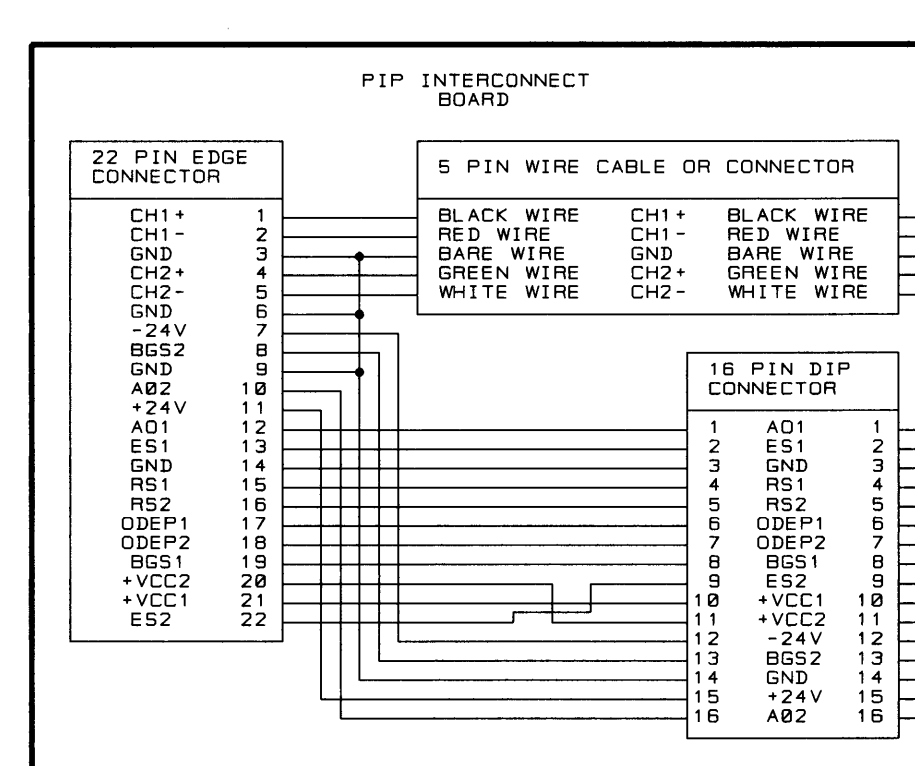 PIP INTERCONNECT
BOARD
22 PIN EDGE
CONNECTOR
CH1+ 1
CH1- 2
GND 3
CH2+ 4
CH2- 5
GND 6
-24V 7
BGS2 8
GND 9
A02 10
+24V 11
AO1 12
ES1 13
GND 14
RS1 15
RS2 16
ODEP1 17
ODEP2 18
BGS1 19
+VCC2 20
+VCC1 21
ES2 22
5 PIN WIRE CABLE OR CONNECTOR
BLACK WIRE CH1+ BLACK WIRE
RED WIRE CH1- RED WIRE
BARE WIRE GND BARE WIRE
GREEN WIRE CH2+ GREEN WIRE
WHITE WIRE CH2- WHITE WIRE
16 PIN DIP
CONNECTOR
1 AO1 1
2 ES1 2
3 GND 3
4 RS1 4
5 RS2 5
6 ODEP1 6
7 ODEP2 7
8 BGS1 8
9 ES2 9
10 +VCC1 10
11 +VCC2 11
12 -24V 12
13 BGS2 13
14 GND 14
15 +24V 15
16 A02 16